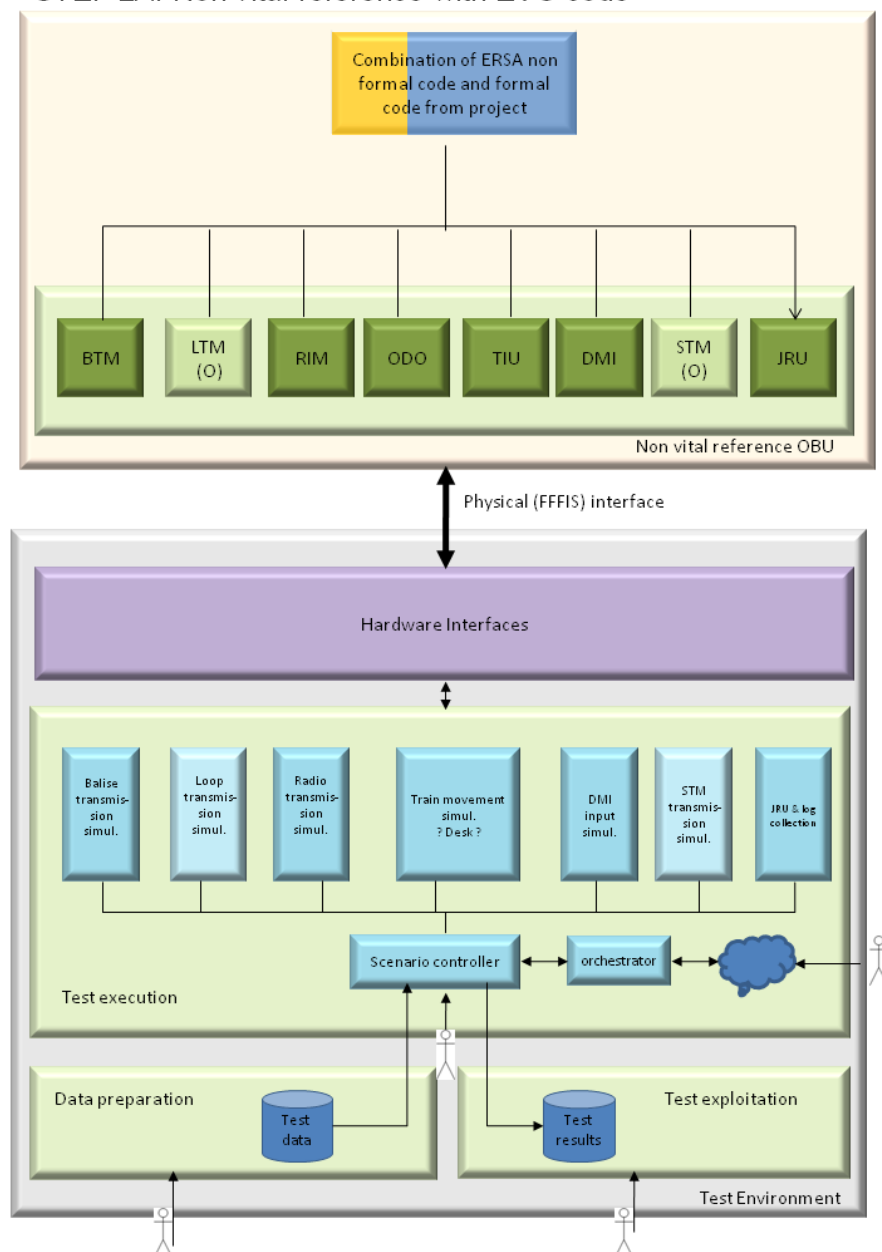 Combination of ERSA non
formal code and formal
code from project
BTM
LTM
(O)
RIM
ODO
TIU
DMI
STM
(O)
JRU
Non vital reference OBU
Physical (FFFIS) interface
Hardware Interfaces
Balise
transmis-
sion
simul.
Loop
transmis-
sion
simul.
Radio
transmis-
sion
simul.
Train movement
simul.
? Desk ?
DMI
input
simul.
STM
transmis-
sion
simul.
JRU & log
collection
Scenario controller
orchestrator
Test execution
Data preparation
Test
data
Test
results
Test exploitation
Test Environment